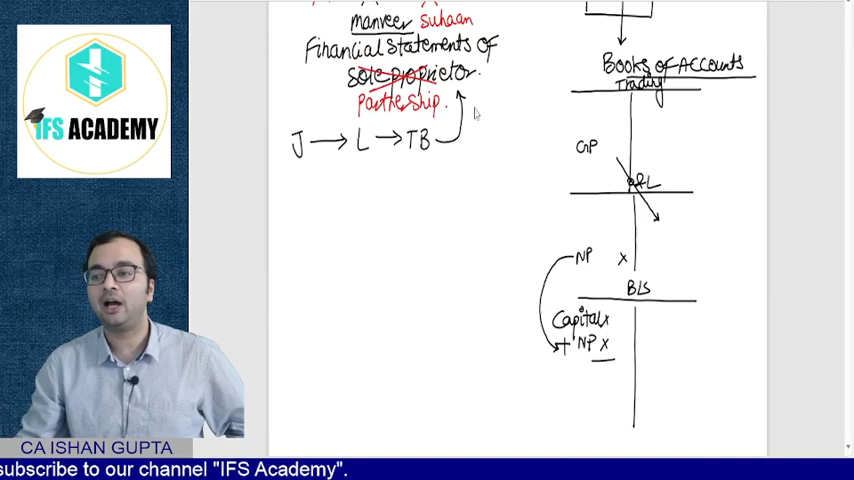 manveer suhaan
Financial Statements of
Sole proprietor.
Partnership.
J → L → TB
Books of Accounts
Trading
GP
P&L
NP x
BLS
Capital x
+ NP x
IFS ACADEMY
CA ISHAN GUPTA
subscribe to our channel "IFS Academy".